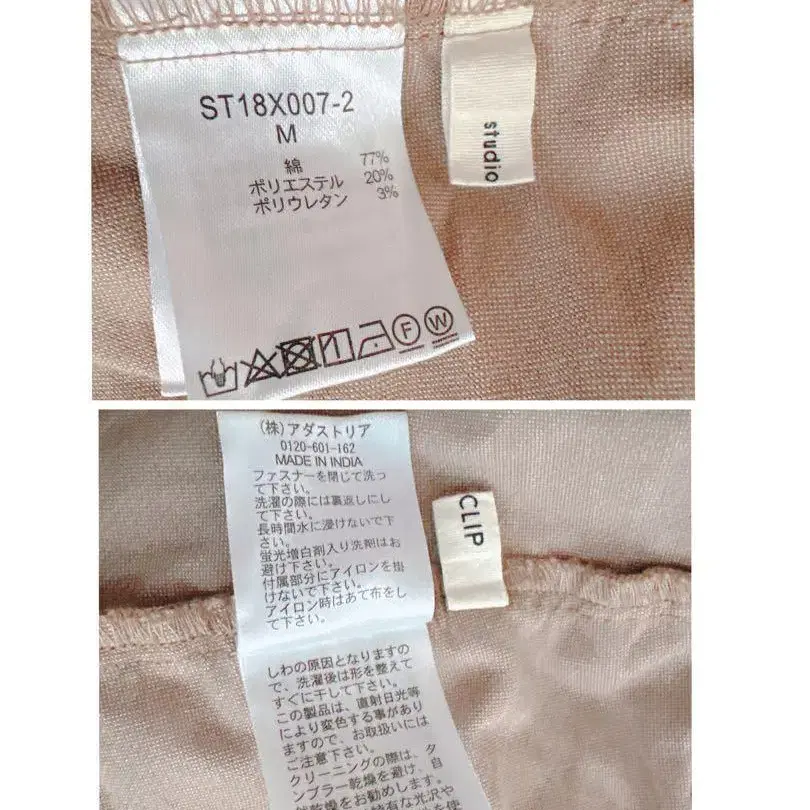 ST18X007-2
M
綿 77%
ポリエステル 20%
ポリウレタン 3%
F W
studio
(株)アダストリア
0120-601-162
MADE IN INDIA
ファスナーを閉じて洗っ
て下さい。
洗濯の際には裏返しにし
て下さい。
長時間水に浸けないで下
さい。
蛍光増白剤入り洗剤はお
避け下さい。
付属部分にアイロンを掛
けないで下さい。
アイロン時はあて布をし
て下さい。
CLIP
しわの原因となりますの
で、洗濯後は形を整えて
すぐに干して下さい。
この製品は、直射日光等
により変色する事があり
ますので、お取扱いには
ご注意下さい。
クリーニングの際は、タ
ンブラー乾燥を避け、自
然乾燥をお勧めします。